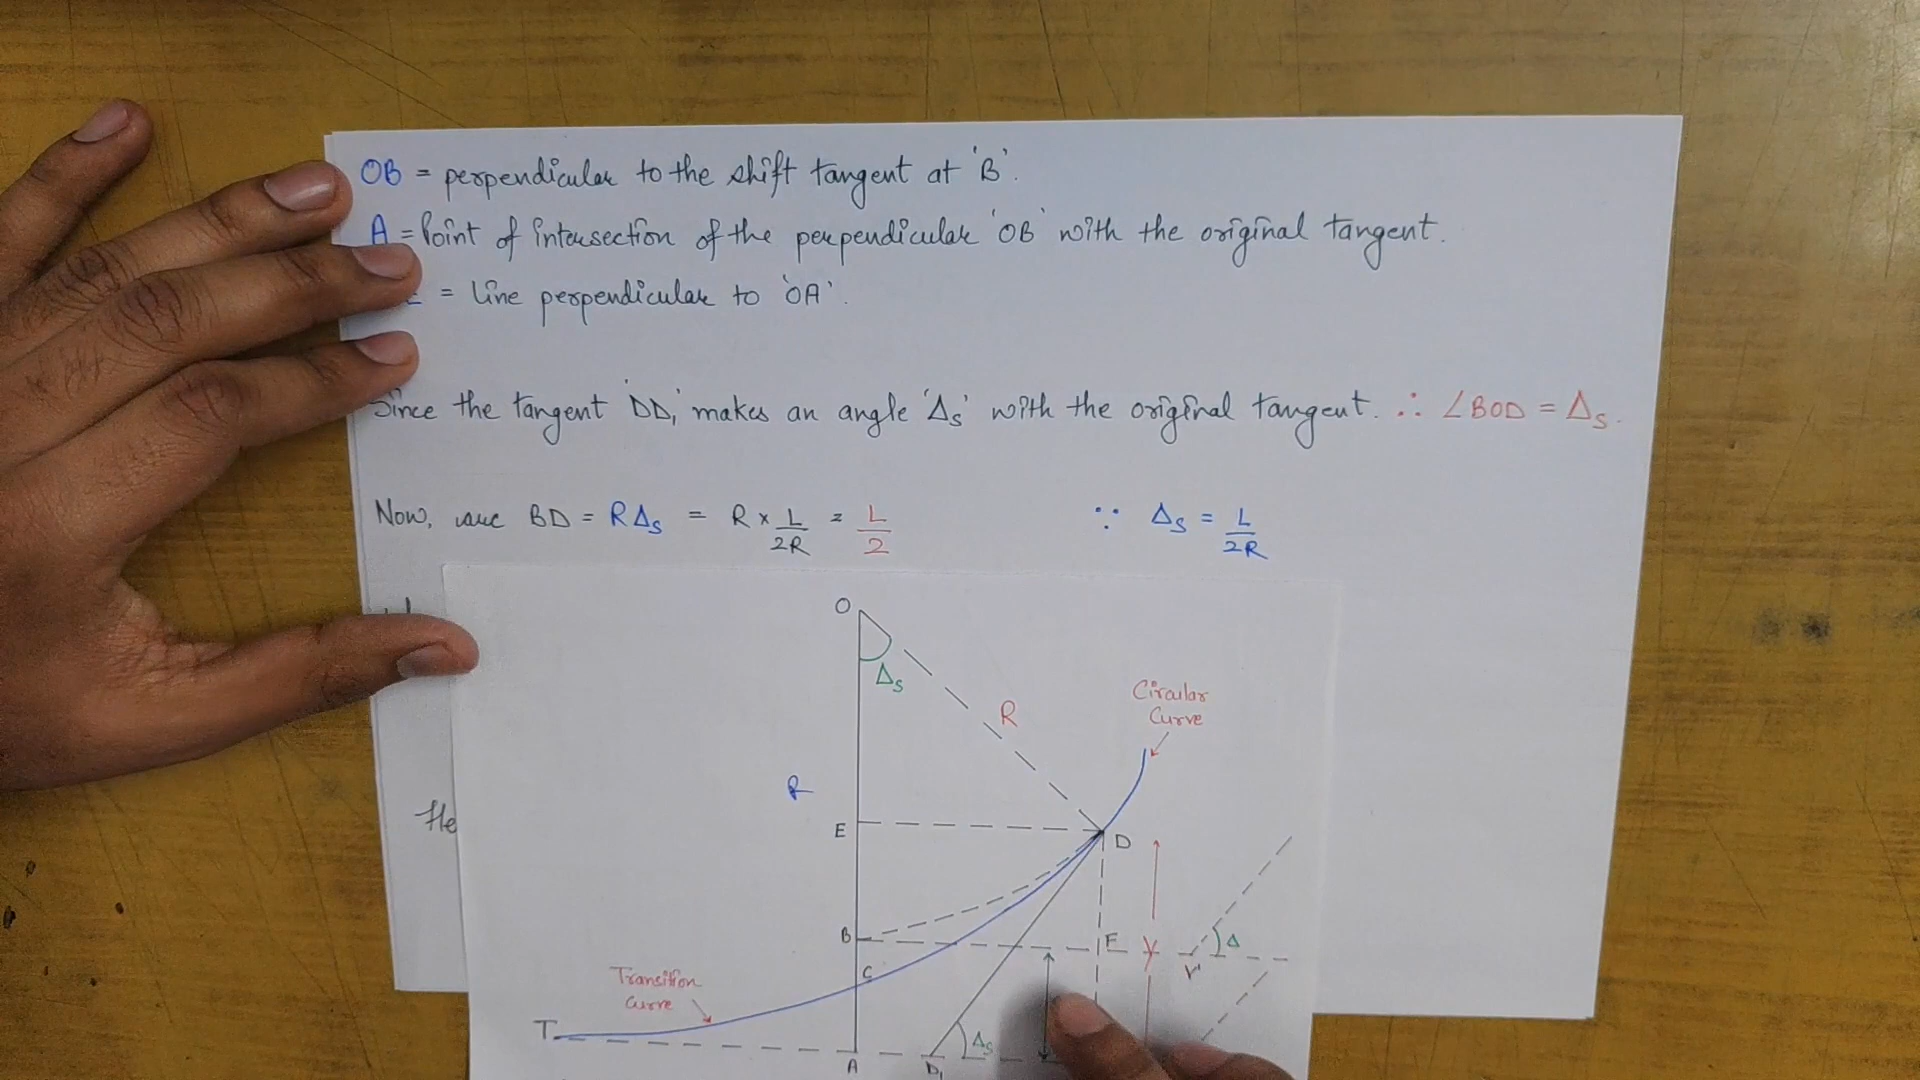 OB = perpendicular to the shift tangent at 'B'.
A = Point of intersection of the perpendicular 'OB' with the original tangent.
= line perpendicular to 'OA'.
Since the tangent 'DD₁' makes an angle 'Δs' with the original tangent. ∴ ∠BOD = Δs.
Now, arc BD = RΔs = R × L/2R = L/2 ∵ Δs = L/2R
O
Δs
R
Circular
Curve
R
E
D
B
F
Y
V'
Δ
C
Transition
Curve
T
Δs
A
D₁